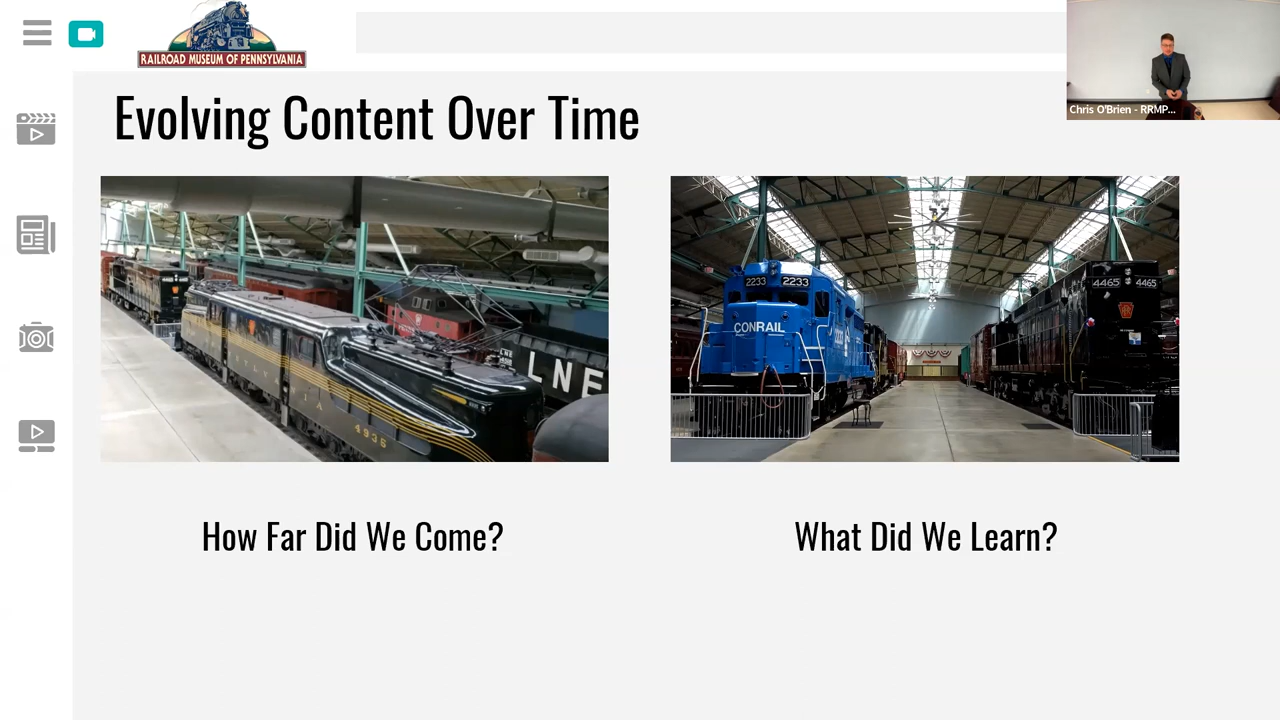 RAILROAD MUSEUM OF PENNSYLVANIA
Chris O'Brien - RRMP...
Evolving Content Over Time
LNE
4936
2233 2233
CONRAIL
4465 4465
How Far Did We Come?
What Did We Learn?